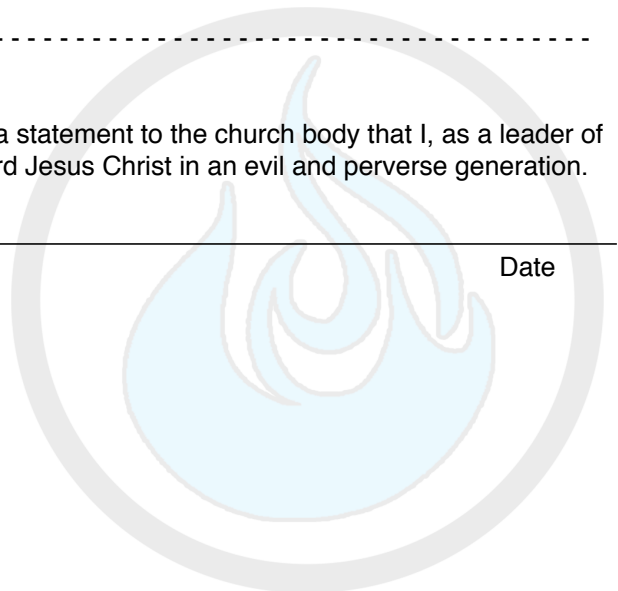 a statement to the church body that I, as a leader of
rd Jesus Christ in an evil and perverse generation.
Date